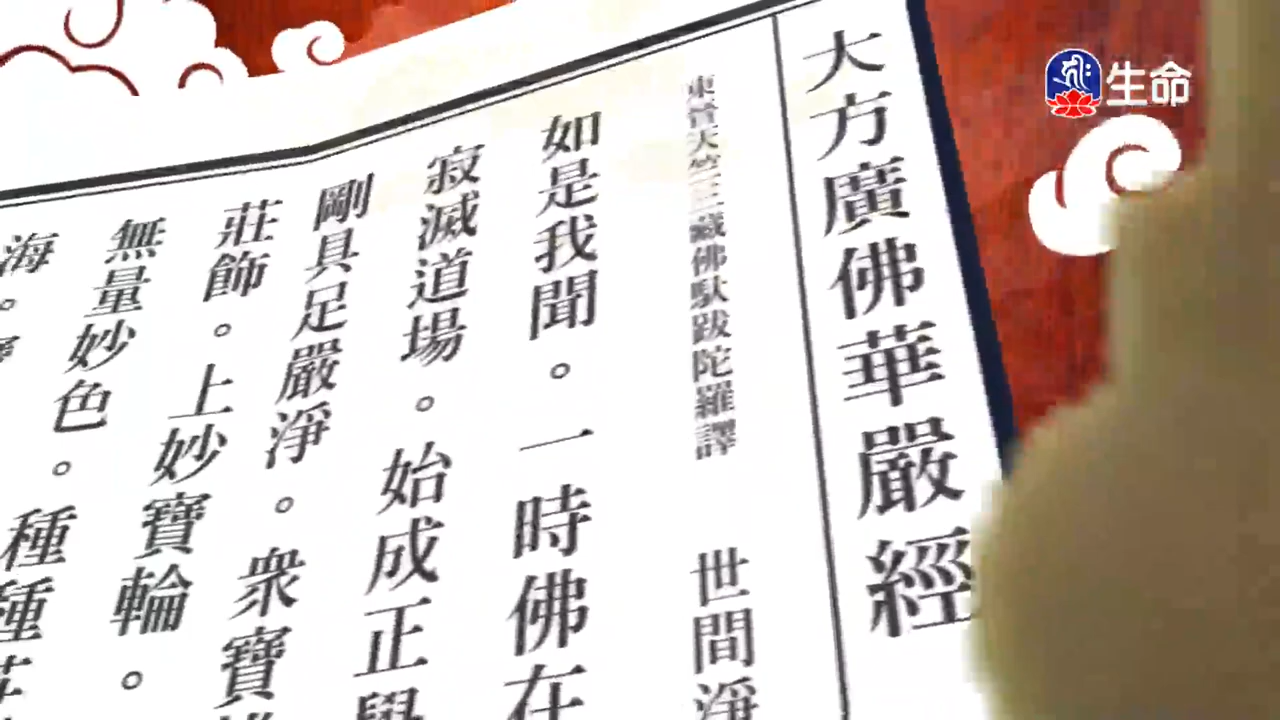 大方廣佛華嚴經
東晉天竺三藏佛馱跋陀羅譯 世間淨
如是我聞。一時佛在
寂滅道場。始成正覺
剛具足嚴淨。衆寶
莊飾。上妙寶輪。
無量妙色。種種
海。
生命